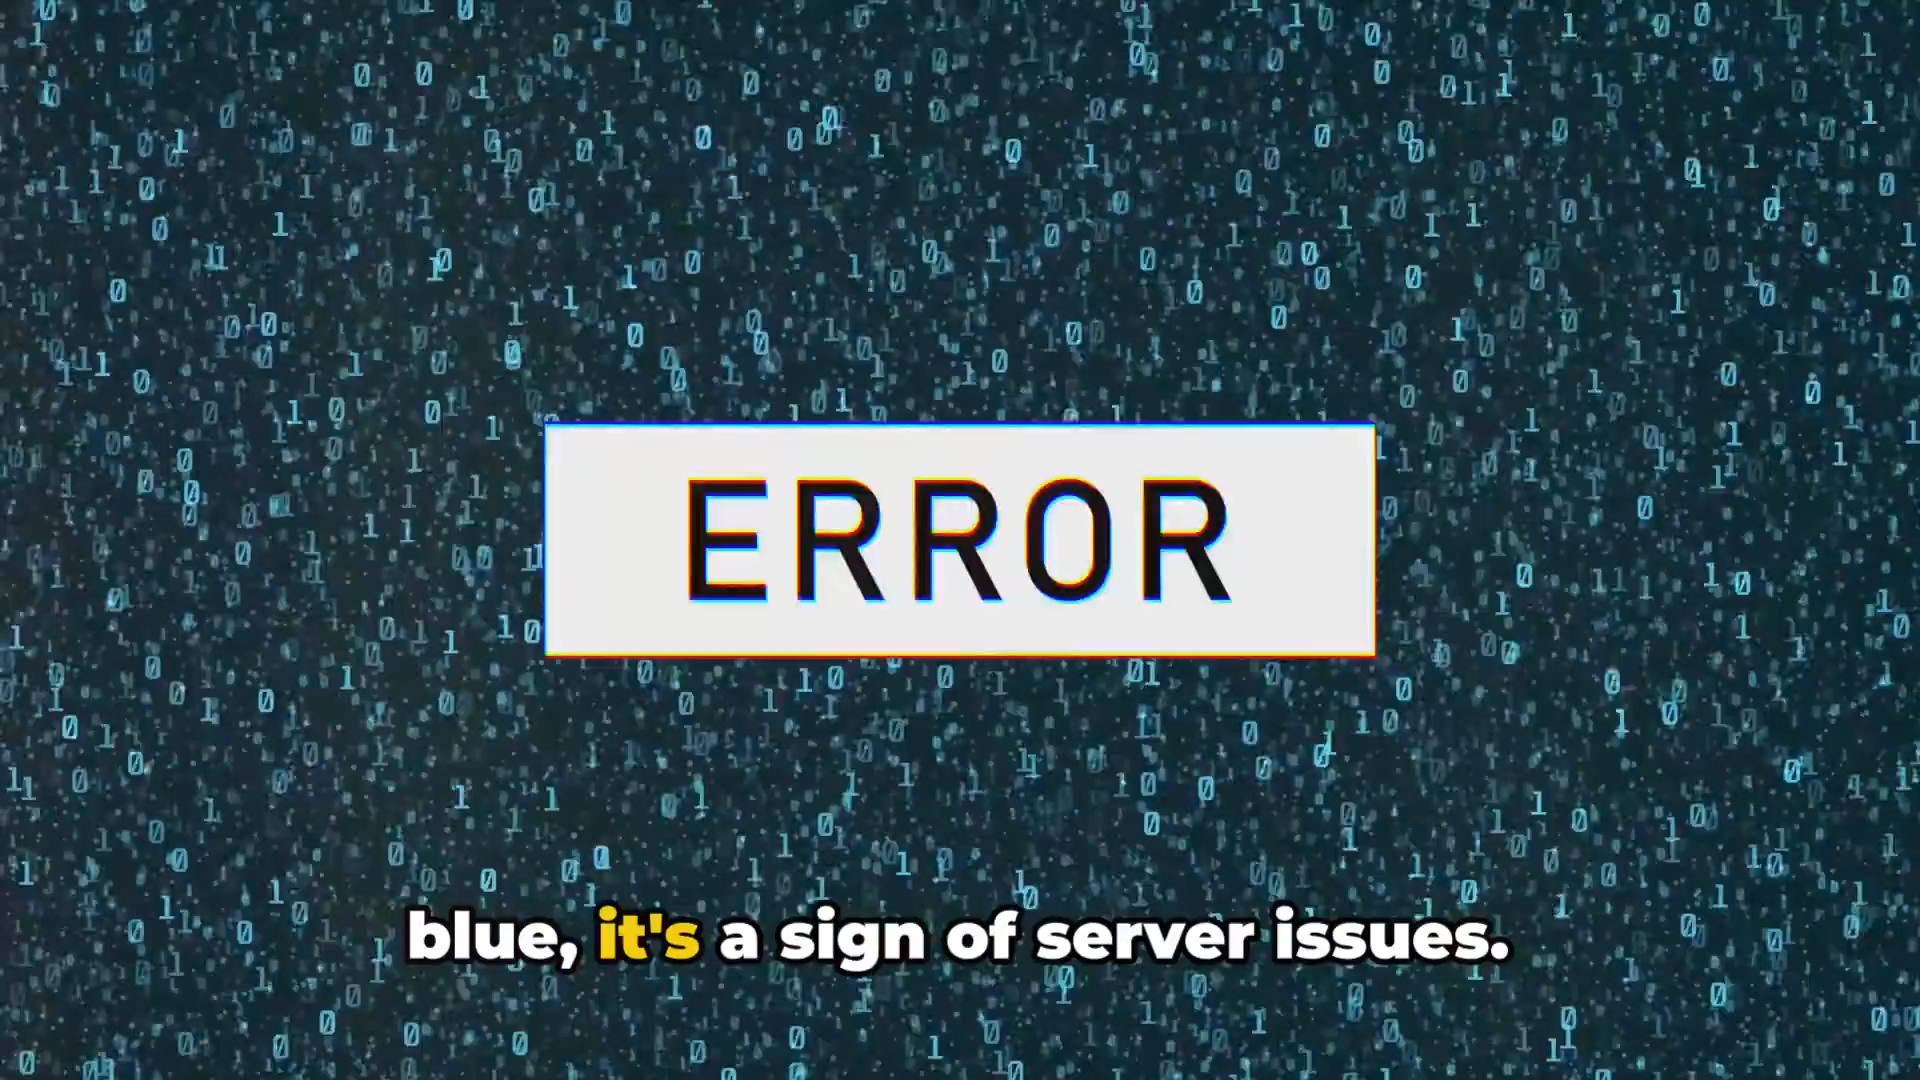 ERROR
blue, it's a sign of server issues.